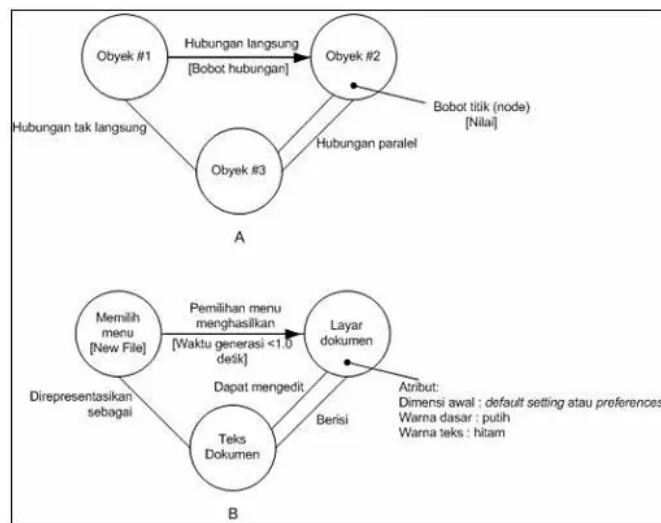 Obyek #1
Hubungan langsung
[Bobot hubungan]
Obyek #2
Hubungan tak langsung
Bobot titik (node)
[Nilai]
Obyek #3
Hubungan paralel
A
Memilih
menu
[New File]
Pemilihan menu
menghasilkan
[Waktu generasi <1.0
detik]
Layar
dokumen
Direpresentasikan
sebagai
Dapat mengedit
Berisi
Atribut:
Dimensi awal : default setting atau preferences
Warna dasar : putih
Warna teks : hitam
Teks
Dokumen
B